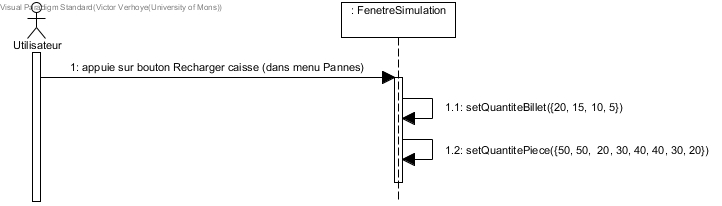 Visual Paradigm Standard(Victor Verhoye(University of Mons))
: FenetreSimulation
Utilisateur
1: appuie sur bouton Recharger caisse (dans menu Pannes)
1.1: setQuantiteBillet({20, 15, 10, 5})
1.2: setQuantitePiece({50, 50,  20, 30, 40, 40, 30, 20})